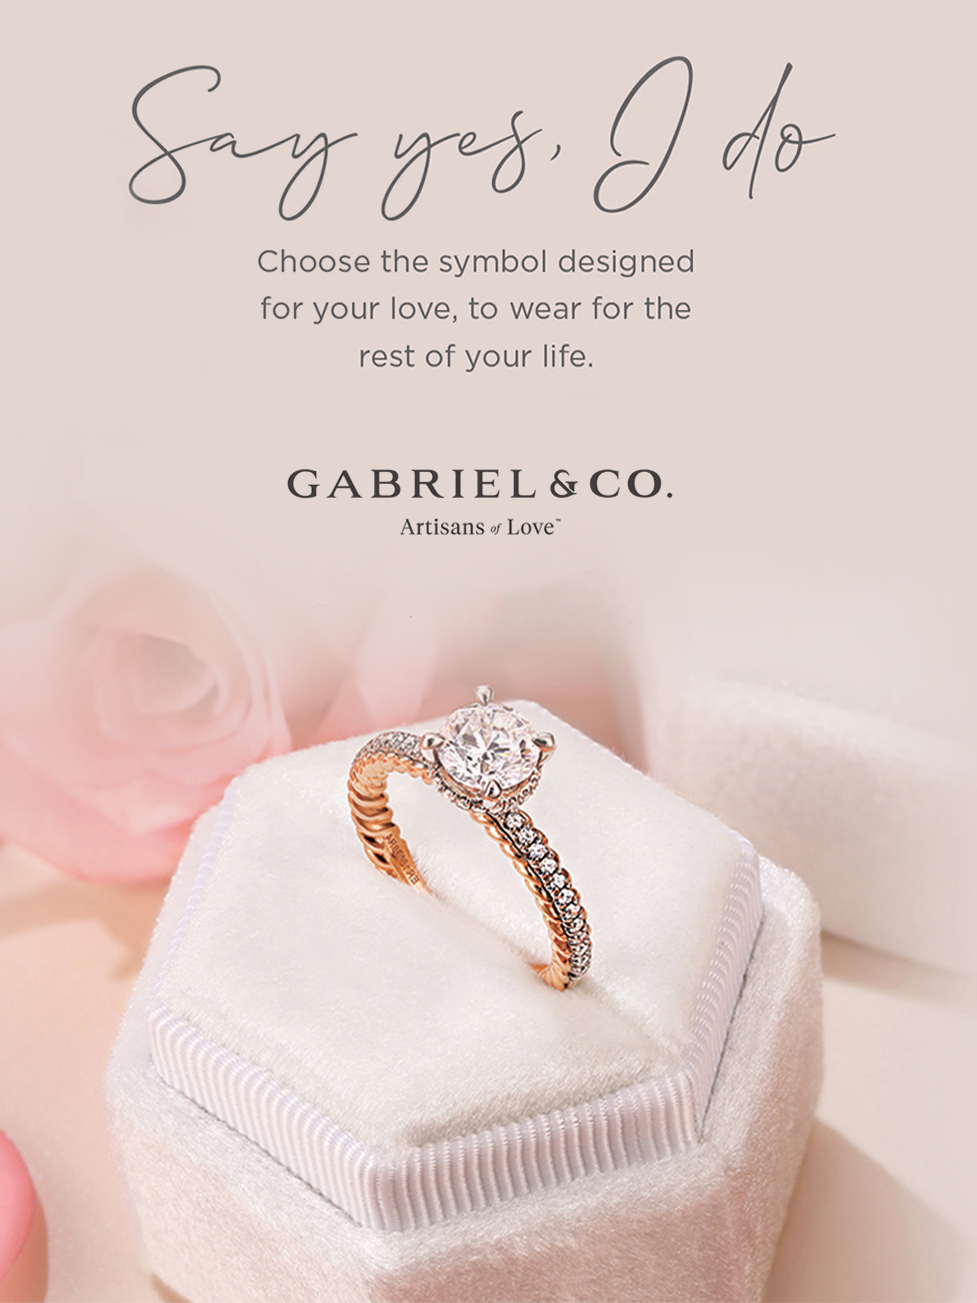 Say yes, I do
Choose the symbol designed
for your love, to wear for the
rest of your life.
GABRIEL & CO.
Artisans of Love™